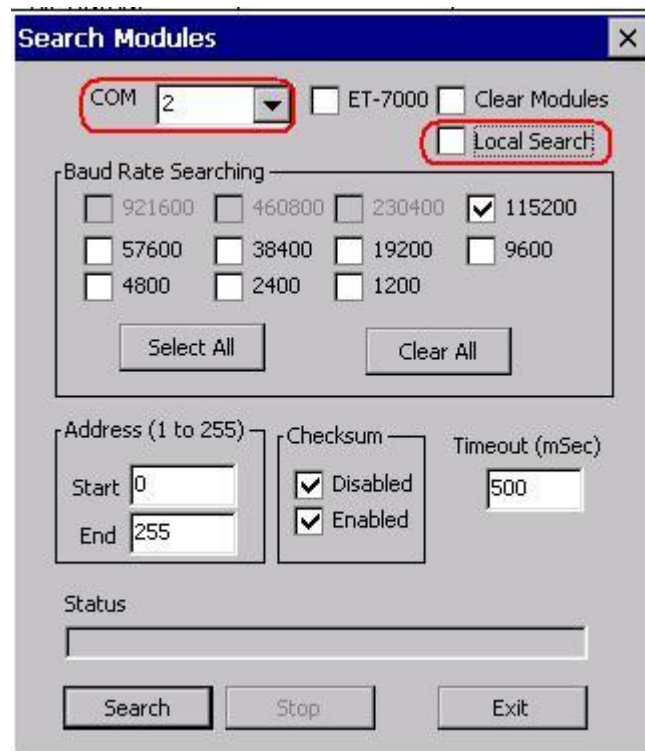 Search Modules
COM 2 ET-7000 Clear Modules
Local Search
Baud Rate Searching
921600 460800 230400 115200
57600 38400 19200 9600
4800 2400 1200
Select All Clear All
Address (1 to 255) Checksum Timeout (mSec)
Start 0 Disabled 500
End 255 Enabled
Status
Search Stop Exit